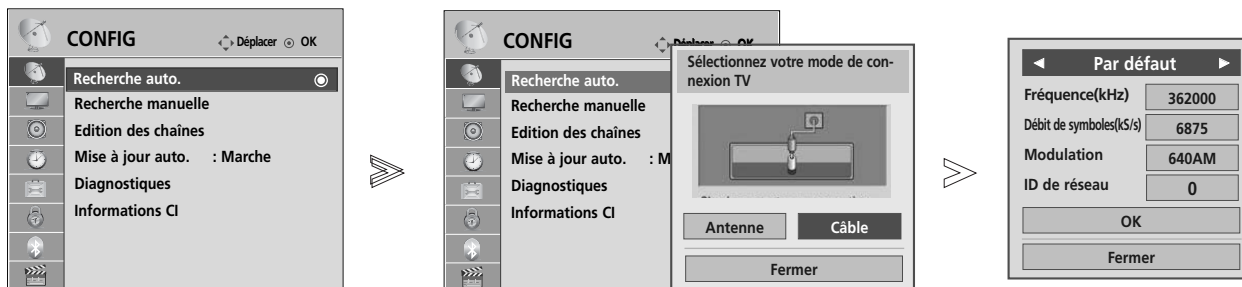 CONFIG
Déplacer OK
Recherche auto.
Recherche manuelle
Edition des chaînes
Mise à jour auto. : Marche
Diagnostiques
Informations CI
CONFIG
Déplacer OK
Recherche auto.
Recherche manuelle
Edition des chaînes
Mise à jour auto. : M
Diagnostiques
Informations CI
Sélectionnez votre mode de con-
nexion TV
Antenne Câble
Fermer
Par défaut
Fréquence(kHz) 362000
Débit de symboles(kS/s) 6875
Modulation 640AM
ID de réseau 0
OK
Fermer